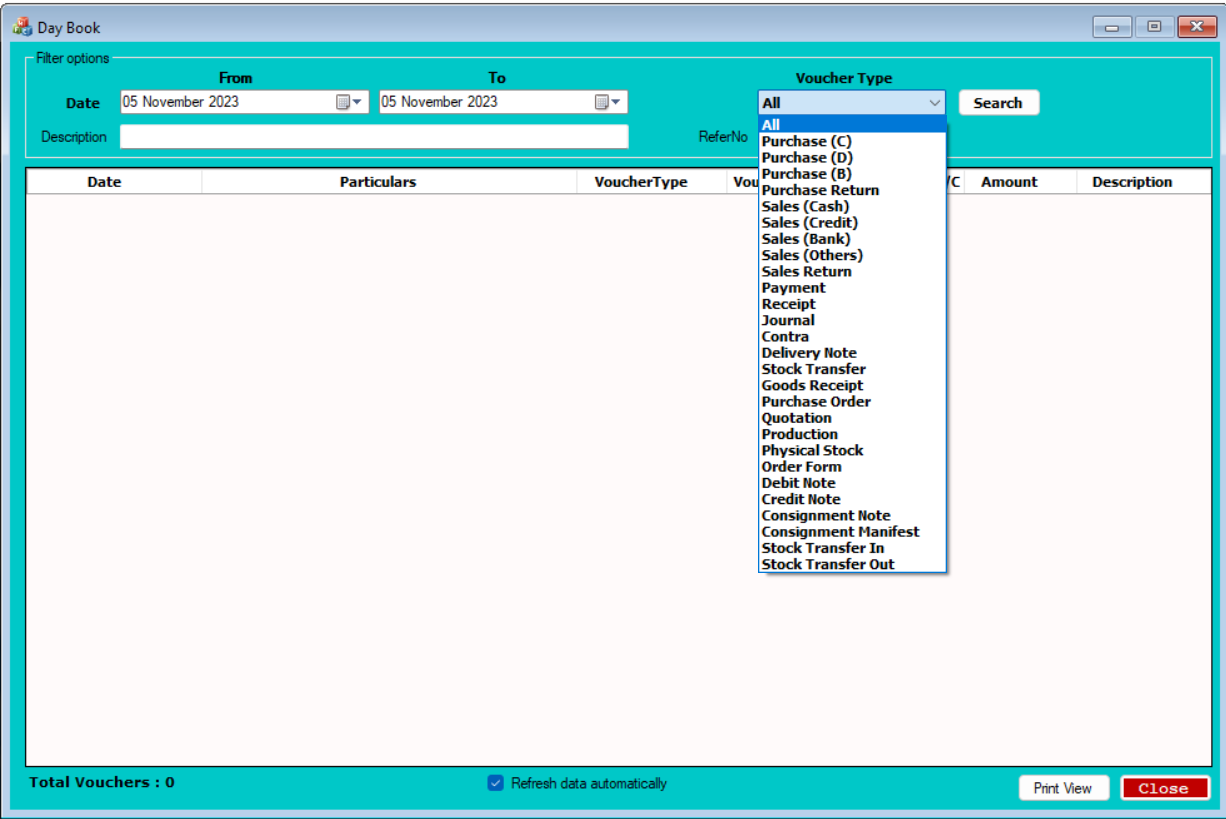 Day Book
Filter options
From To Voucher Type
Date 05 November 2023 05 November 2023 All Search
Description ReferNo
All
Purchase (C)
Purchase (D)
Purchase (B)
Purchase Return
Sales (Cash)
Sales (Credit)
Sales (Bank)
Sales (Others)
Sales Return
Payment
Receipt
Journal
Contra
Delivery Note
Stock Transfer
Goods Receipt
Purchase Order
Quotation
Production
Physical Stock
Order Form
Debit Note
Credit Note
Consignment Note
Consignment Manifest
Stock Transfer In
Stock Transfer Out
Date Particulars VoucherType Vou /C Amount Description
Total Vouchers : 0 Refresh data automatically Print View Close